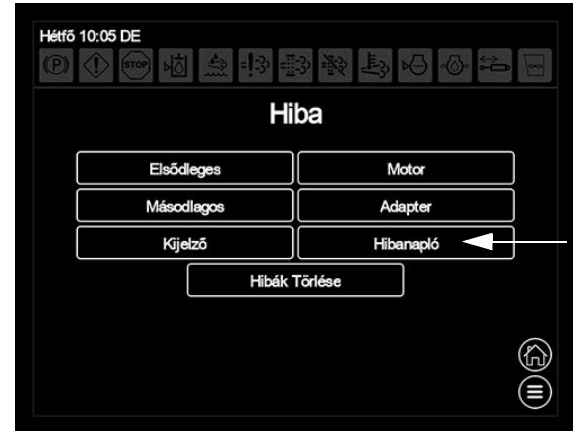 Hétfő 10:05 DE
(P) STOP
Hiba
Elsődleges Motor
Másodlagos Adapter
Kijelző Hibanapló
Hibák Törlése